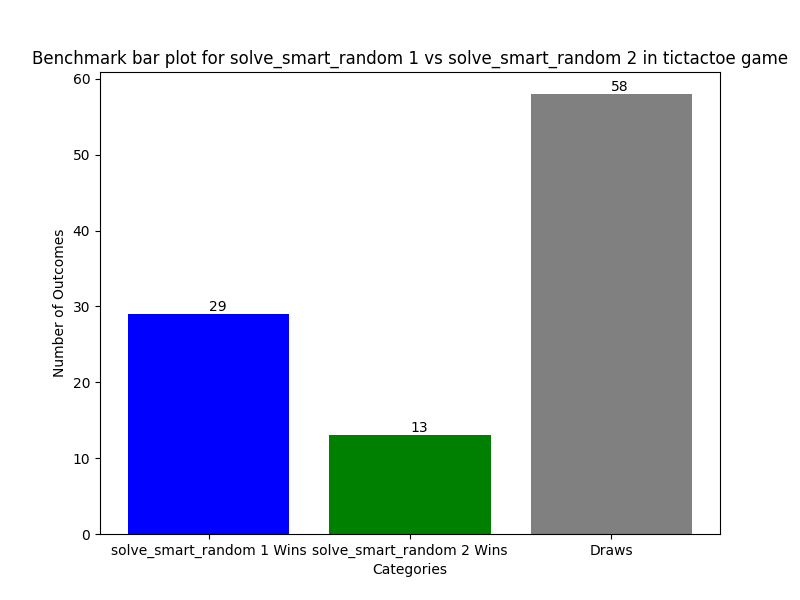 Benchmark bar plot for solve_smart_random 1 vs solve_smart_random 2 in tictactoe game
60
50
40
30
20
10
0
Number of Outcomes
29
13
58
solve_smart_random 1 Wins
solve_smart_random 2 Wins
Draws
Categories